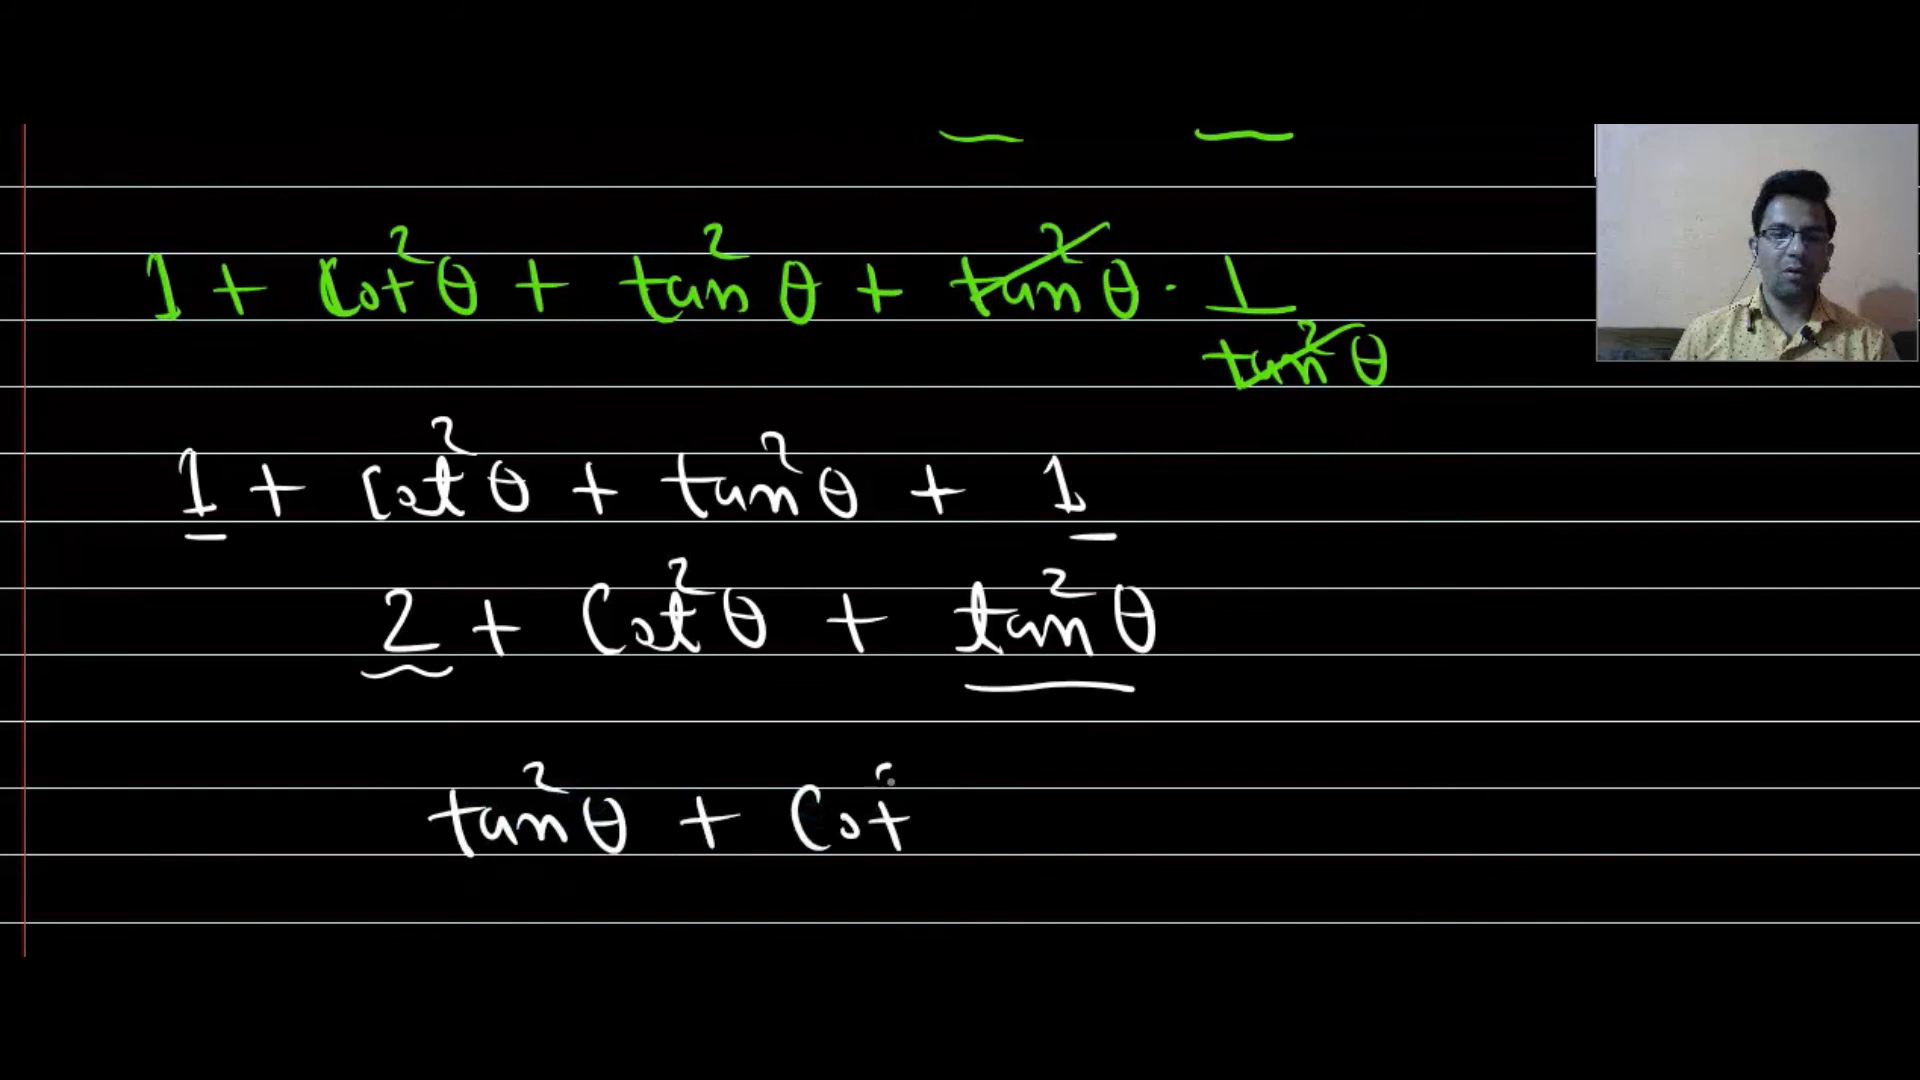 1 + Cot²θ + tan²θ + tan²θ · 1/tan²θ
1 + Cot²θ + tan²θ + 1
2 + Cot²θ + tan²θ
tan²θ + Cot